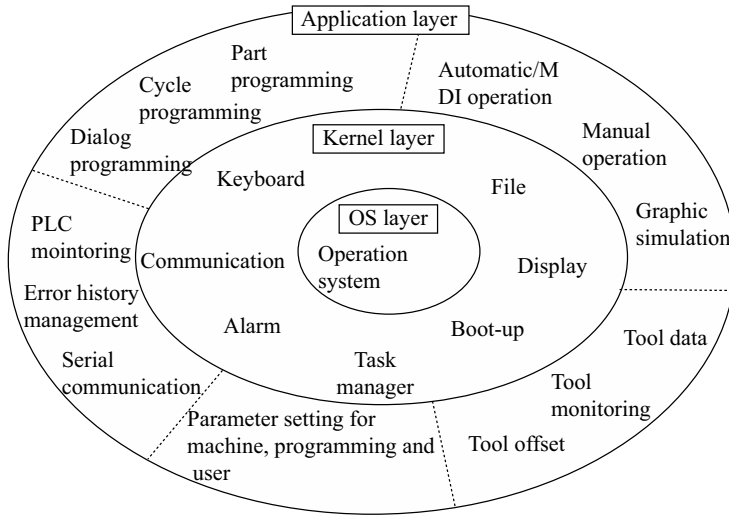 Application layer
Part
programming
Cycle
programming
Dialog
programming
Automatic/M
DI operation
Manual
operation
Graphic
simulation
Kernel layer
Keyboard
File
OS layer
Operation
system
Communication
Display
Alarm
Boot-up
Task
manager
PLC
mointoring
Error history
management
Serial
communication
Parameter setting for
machine, programming and
user
Tool data
Tool
monitoring
Tool offset